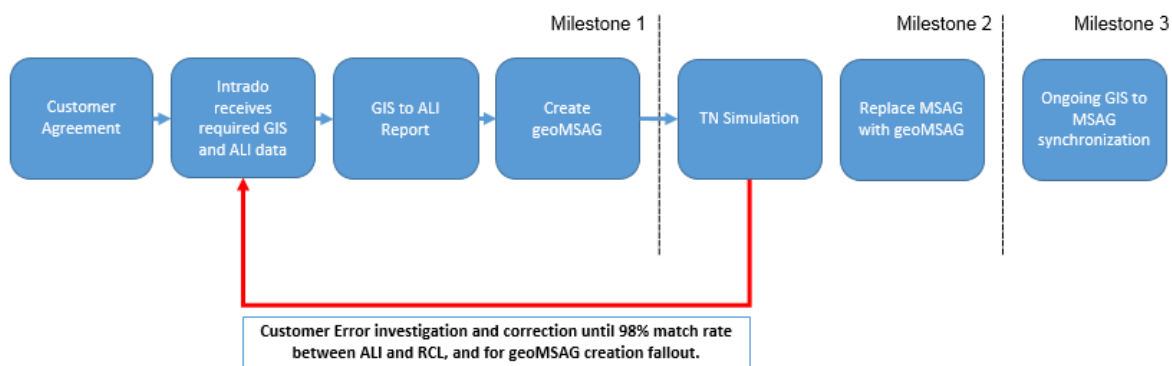 Milestone 1
Milestone 2
Milestone 3
Customer
Agreement
Intrado
receives
required GIS
and ALI data
GIS to ALI
Report
Create
geoMSAG
TN Simulation
Replace MSAG
with geoMSAG
Ongoing GIS to
MSAG
synchronization
Customer Error investigation and correction until 98% match rate
between ALI and RCL, and for geoMSAG creation fallout.